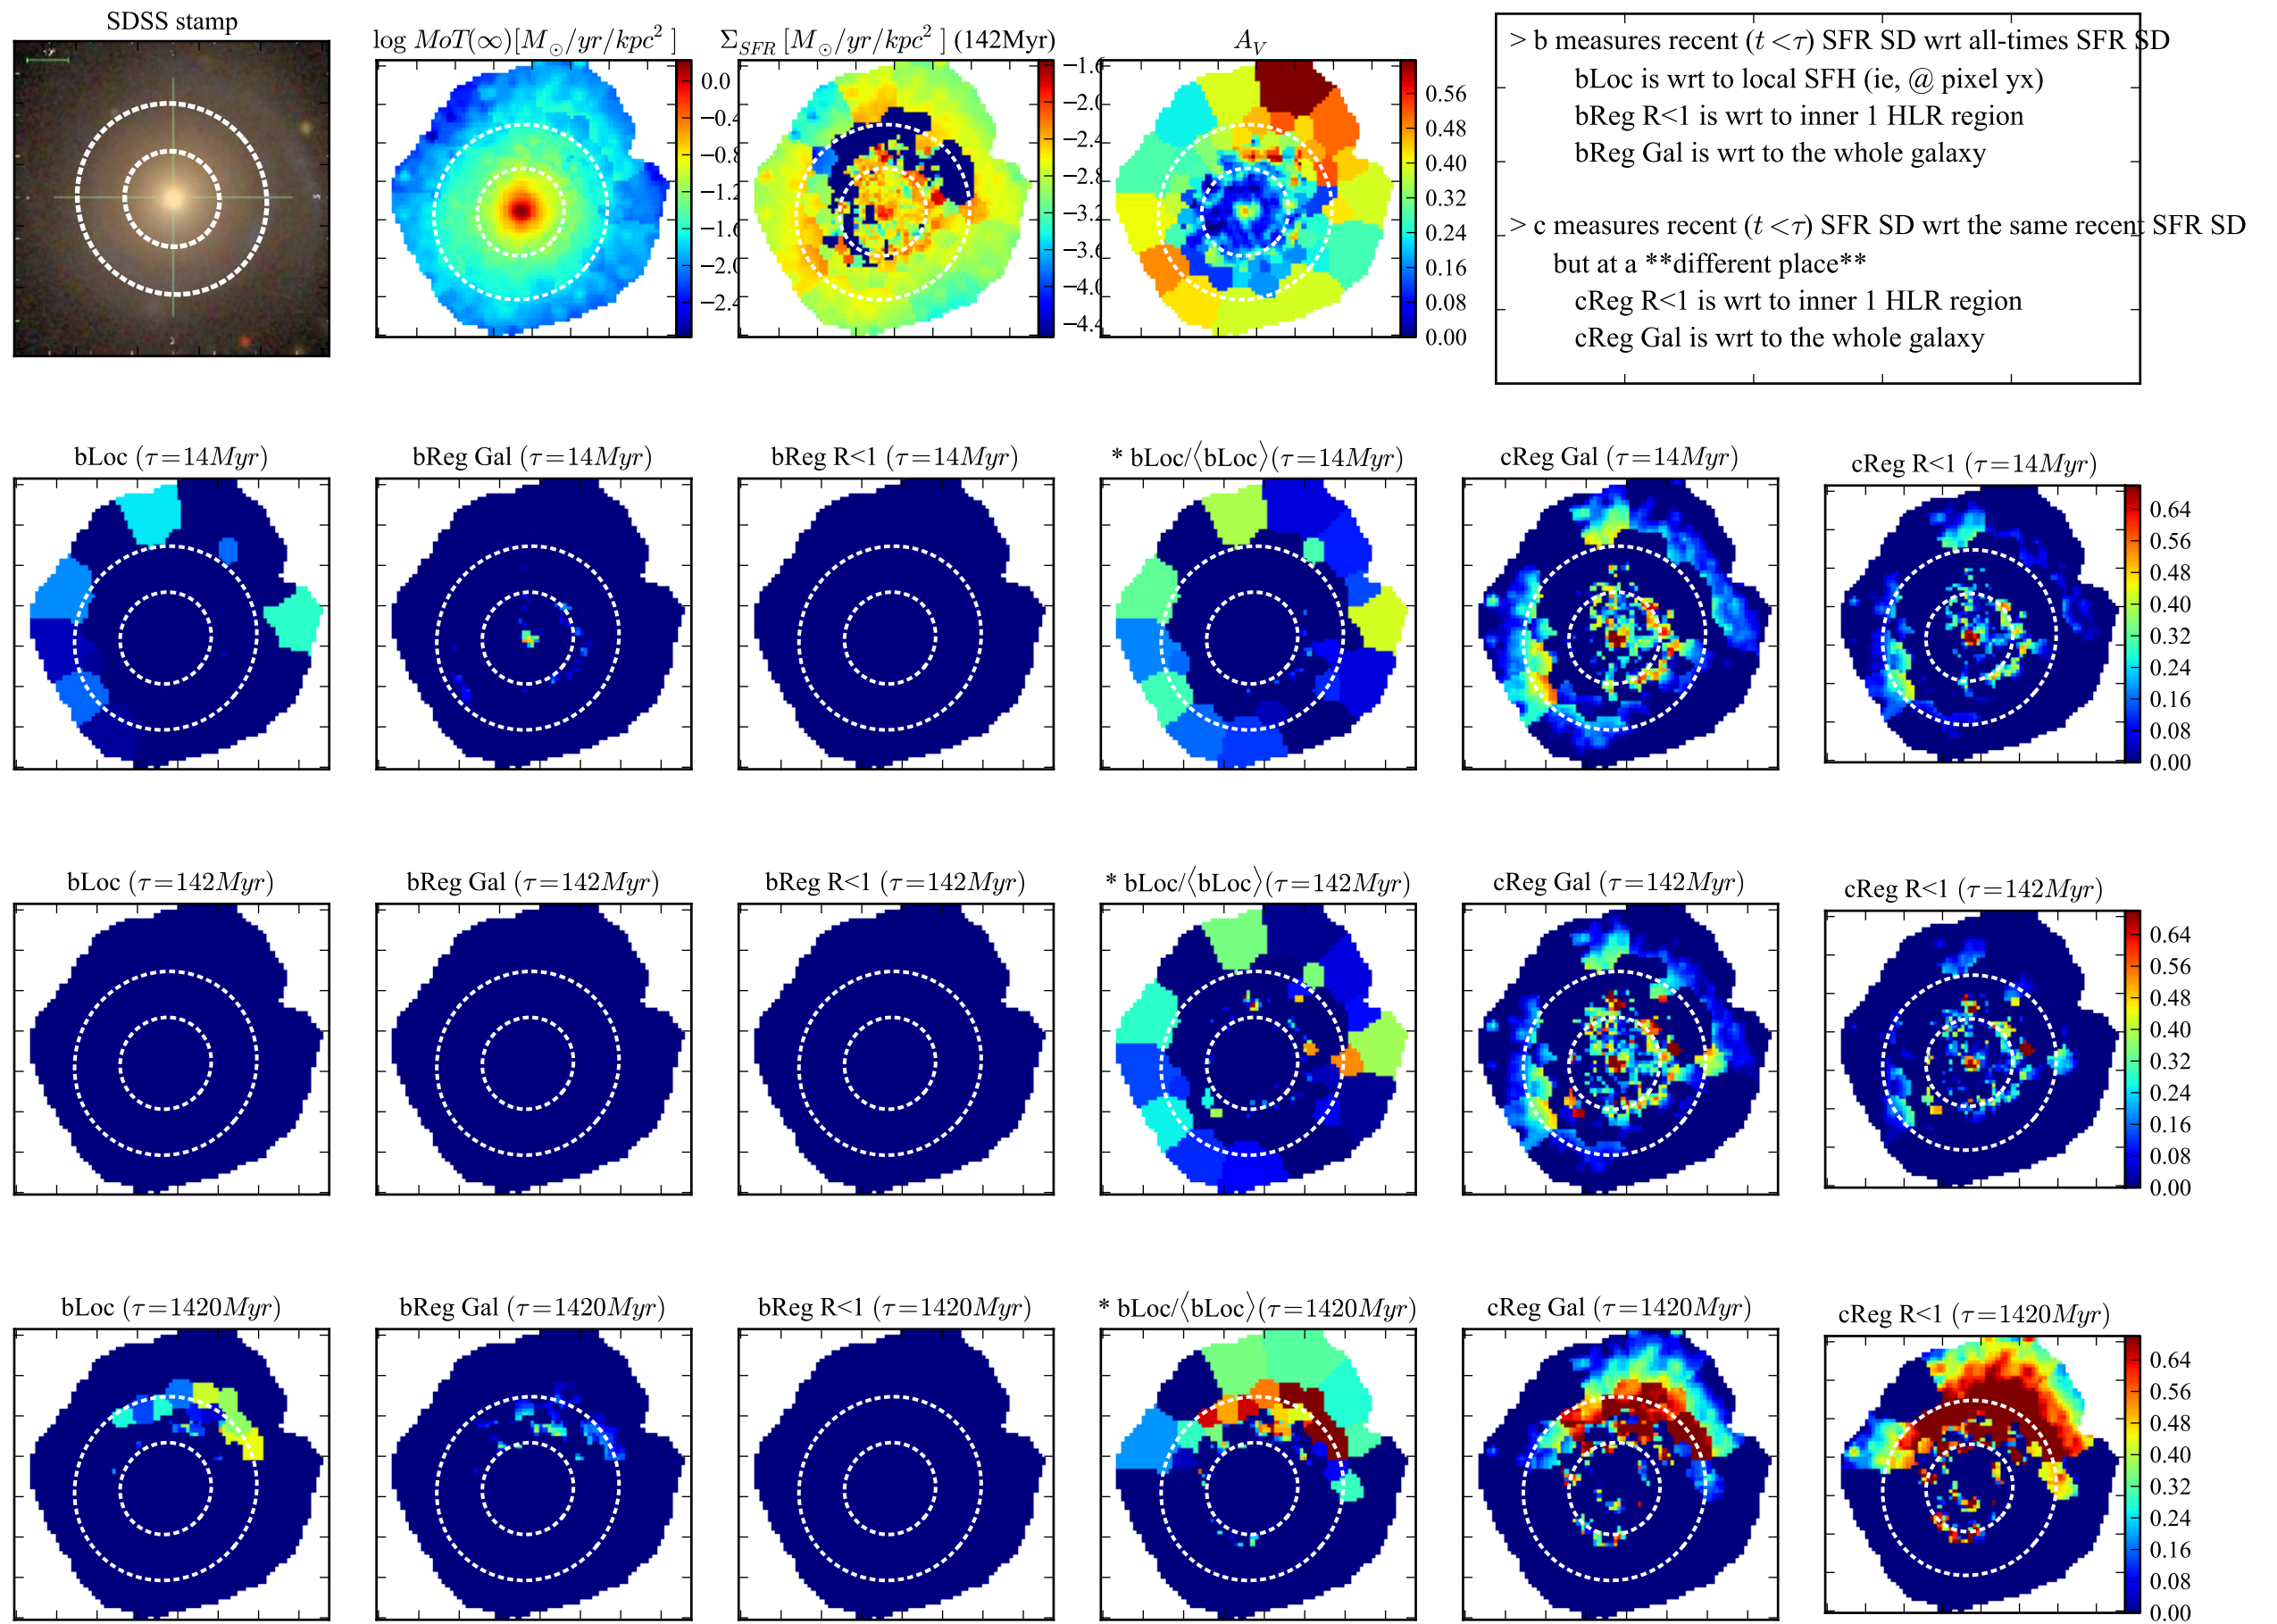 SDSS stamp
log MoT(∞)[M⊙/yr/kpc² ]
Σ_SFR [M⊙/yr/kpc² ] (142Myr)
A_V
0.0
−0.4
−0.8
−1.2
−1.6
−2.0
−2.4
−1.6
−2.0
−2.4
−2.8
−3.2
−3.6
−4.0
−4.4
0.56
0.48
0.40
0.32
0.24
0.16
0.08
0.00
> b measures recent (t <τ) SFR SD wrt all-times SFR SD
bLoc is wrt to local SFH (ie, @ pixel yx)
bReg R<1 is wrt to inner 1 HLR region
bReg Gal is wrt to the whole galaxy
> c measures recent (t <τ) SFR SD wrt the same recent SFR SD
but at a **different place**
cReg R<1 is wrt to inner 1 HLR region
cReg Gal is wrt to the whole galaxy
bLoc (τ=14Myr)
bReg Gal (τ=14Myr)
bReg R<1 (τ=14Myr)
* bLoc/⟨bLoc⟩(τ=14Myr)
cReg Gal (τ=14Myr)
cReg R<1 (τ=14Myr)
0.64
0.56
0.48
0.40
0.32
0.24
0.16
0.08
0.00
bLoc (τ=142Myr)
bReg Gal (τ=142Myr)
bReg R<1 (τ=142Myr)
* bLoc/⟨bLoc⟩(τ=142Myr)
cReg Gal (τ=142Myr)
cReg R<1 (τ=142Myr)
0.64
0.56
0.48
0.40
0.32
0.24
0.16
0.08
0.00
bLoc (τ=1420Myr)
bReg Gal (τ=1420Myr)
bReg R<1 (τ=1420Myr)
* bLoc/⟨bLoc⟩(τ=1420Myr)
cReg Gal (τ=1420Myr)
cReg R<1 (τ=1420Myr)
0.64
0.56
0.48
0.40
0.32
0.24
0.16
0.08
0.00